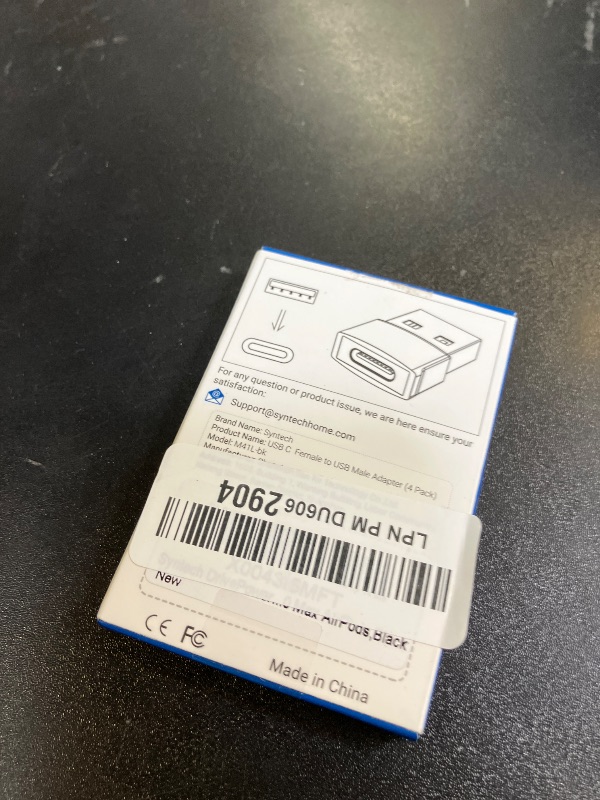 For any question or product issue, we are here ensure your
satisfaction:
Support@syntechhome.com
Brand Name: Syntech
Product Name: USB C Female to USB Male Adapter (4 Pack)
Model: M41L-bk
LPN PM DU6062904
New
Max AirPods,Black
CE FC
Made in China